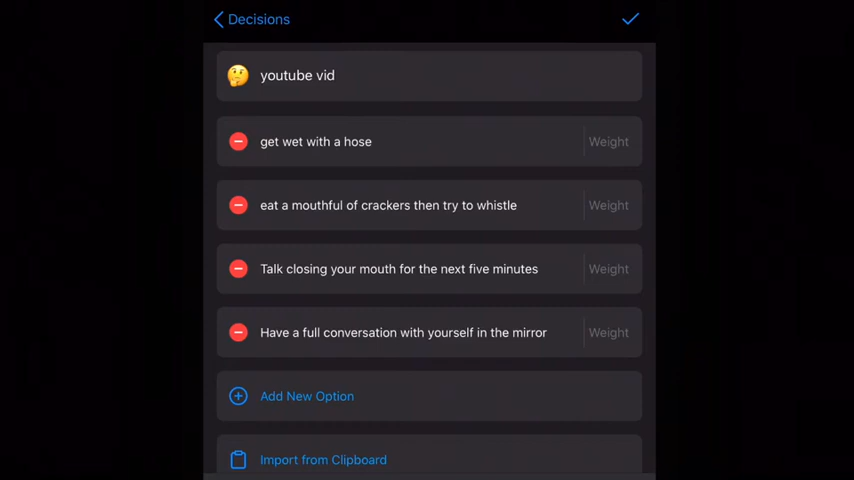 Decisions
youtube vid
get wet with a hose Weight
eat a mouthful of crackers then try to whistle Weight
Talk closing your mouth for the next five minutes Weight
Have a full conversation with yourself in the mirror Weight
Add New Option
Import from Clipboard